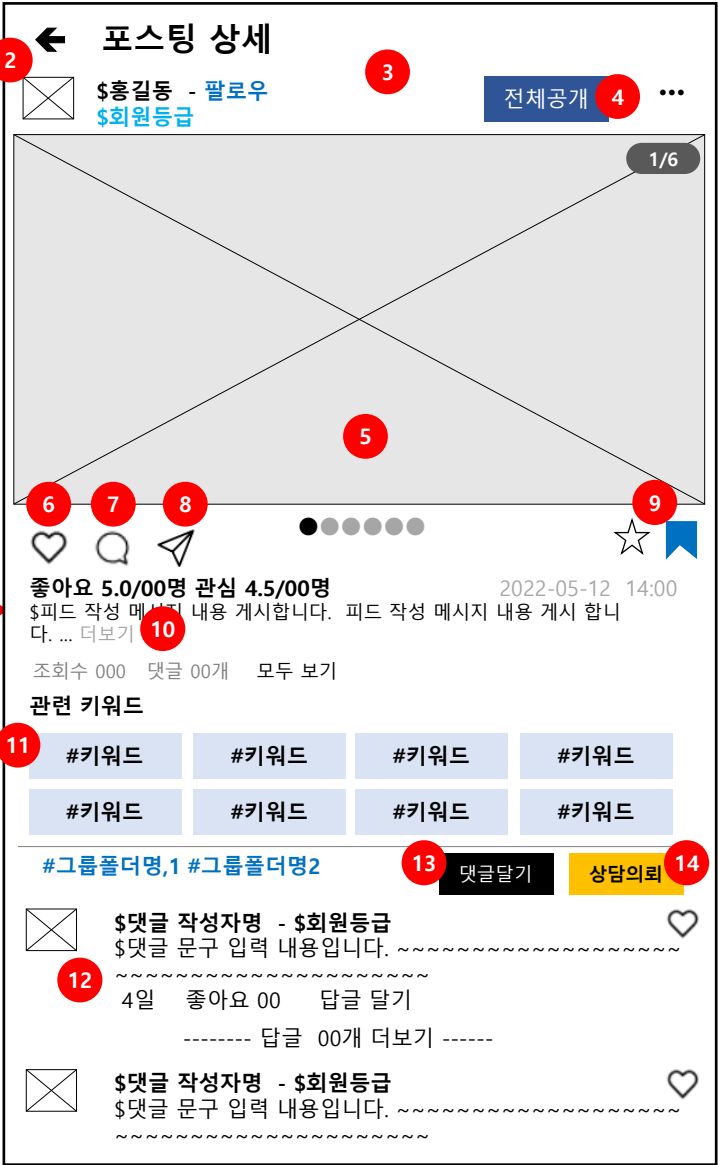 포스팅 상세
2
3
$홍길동 - 팔로우
전체공개 4 •••
$회원등급
1/6
5
6 7 8 9
좋아요 5.0/00명 관심 4.5/00명 2022-05-12 14:00
$피드 작성 메시지 내용 게시합니다. 피드 작성 메시지 내용 게시 합니
다. ... 더보기 10
조회수 000 댓글 00개 모두 보기
관련 키워드
11 #키워드 #키워드 #키워드 #키워드
#키워드 #키워드 #키워드 #키워드
#그룹폴더명,1 #그룹폴더명2 13 댓글달기 상담의뢰 14
$댓글 작성자명 - $회원등급
$댓글 문구 입력 내용입니다. ~~~~~~~~~~~~~~~~~~~
12 ~~~~~~~~~~~~~~~~~~~~~
4일 좋아요 00 답글 달기
-------- 답글 00개 더보기 ------
$댓글 작성자명 - $회원등급
$댓글 문구 입력 내용입니다. ~~~~~~~~~~~~~~~~~~~
~~~~~~~~~~~~~~~~~~~~~